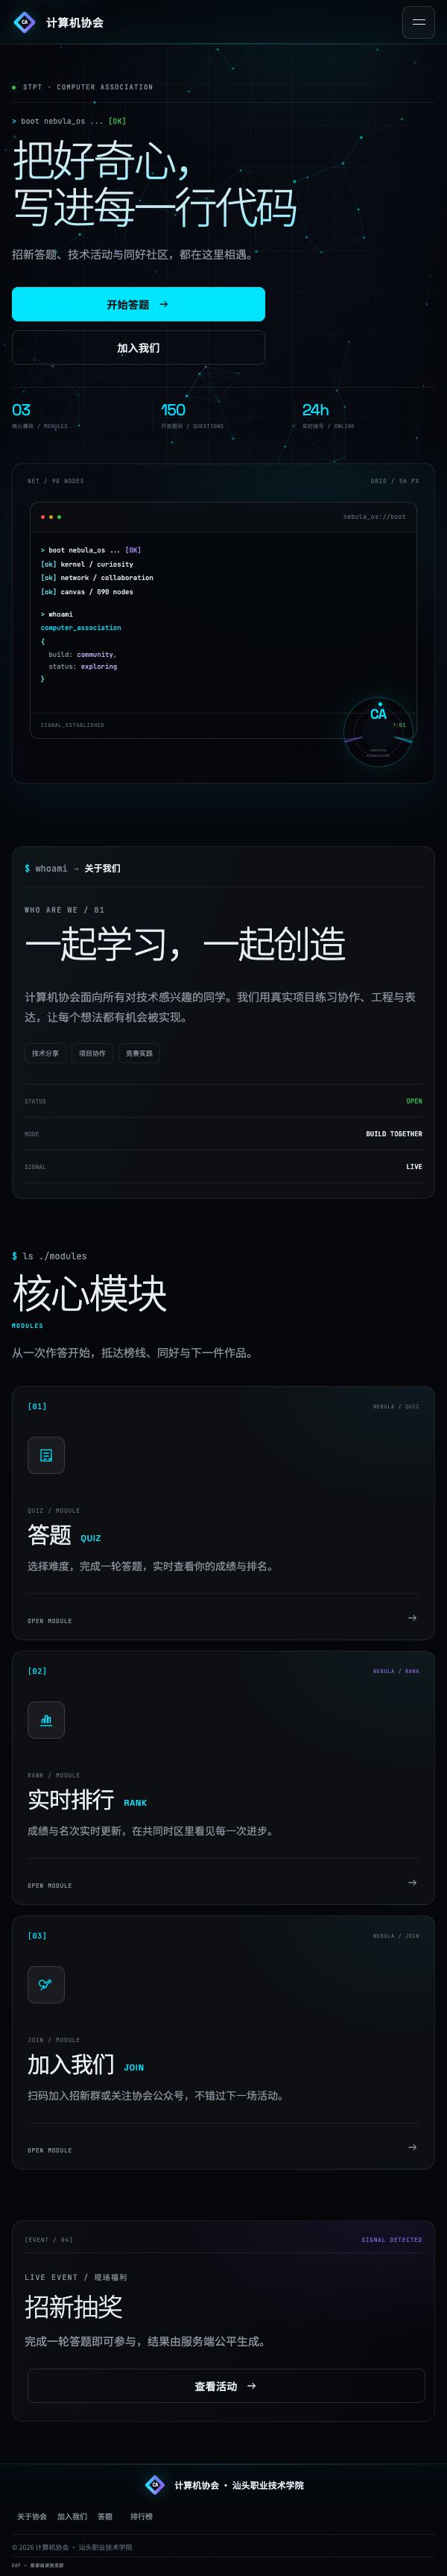 CA 计算机协会
STPT · COMPUTER ASSOCIATION
> boot nebula_os ... [OK]
把好奇心，
写进每一行代码
招新答题、技术活动与同好社区，都在这里相遇。
开始答题 →
加入我们
03 150 24h
核心模块 / MODULES 开放题目 / QUESTIONS 实时信号 / ONLINE
NET / 90 NODES GRID / 56 PX
nebula_os://boot
> boot nebula_os ... [OK]
[ok] kernel / curiosity
[ok] network / collaboration
[ok] canvas / 090 nodes
> whoami
computer_association
{
build: community,
status: exploring
}
CA
SIGNAL_ESTABLISHED
$ whoami → 关于我们
WHO ARE WE / 01
一起学习，一起创造
计算机协会面向所有对技术感兴趣的同学。我们用真实项目练习协作、工程与表
达，让每个想法都有机会被实现。
技术分享 项目协作 竞赛实践
STATUS OPEN
MODE BUILD TOGETHER
SIGNAL LIVE
$ ls ./modules
核心模块
MODULES
从一次作答开始，抵达榜线、同好与下一件作品。
[01] NEBULA / QUIZ
QUIZ / MODULE
答题 QUIZ
选择难度，完成一轮答题，实时查看你的成绩与排名。
OPEN MODULE →
[02] NEBULA / RANK
RANK / MODULE
实时排行 RANK
成绩与名次实时更新，在共同时区里看见每一次进步。
OPEN MODULE →
[03] NEBULA / JOIN
JOIN / MODULE
加入我们 JOIN
扫码加入招新群或关注协会公众号，不错过下一场活动。
OPEN MODULE →
[EVENT / 04] SIGNAL DETECTED
LIVE EVENT / 现场福利
招新抽奖
完成一轮答题即可参与，结果由服务端公平生成。
查看活动 →
CA 计算机协会 · 汕头职业技术学院
关于协会 加入我们 答题 排行榜
© 2026 计算机协会 · 汕头职业技术学院
EOF — 感谢阅读到底部